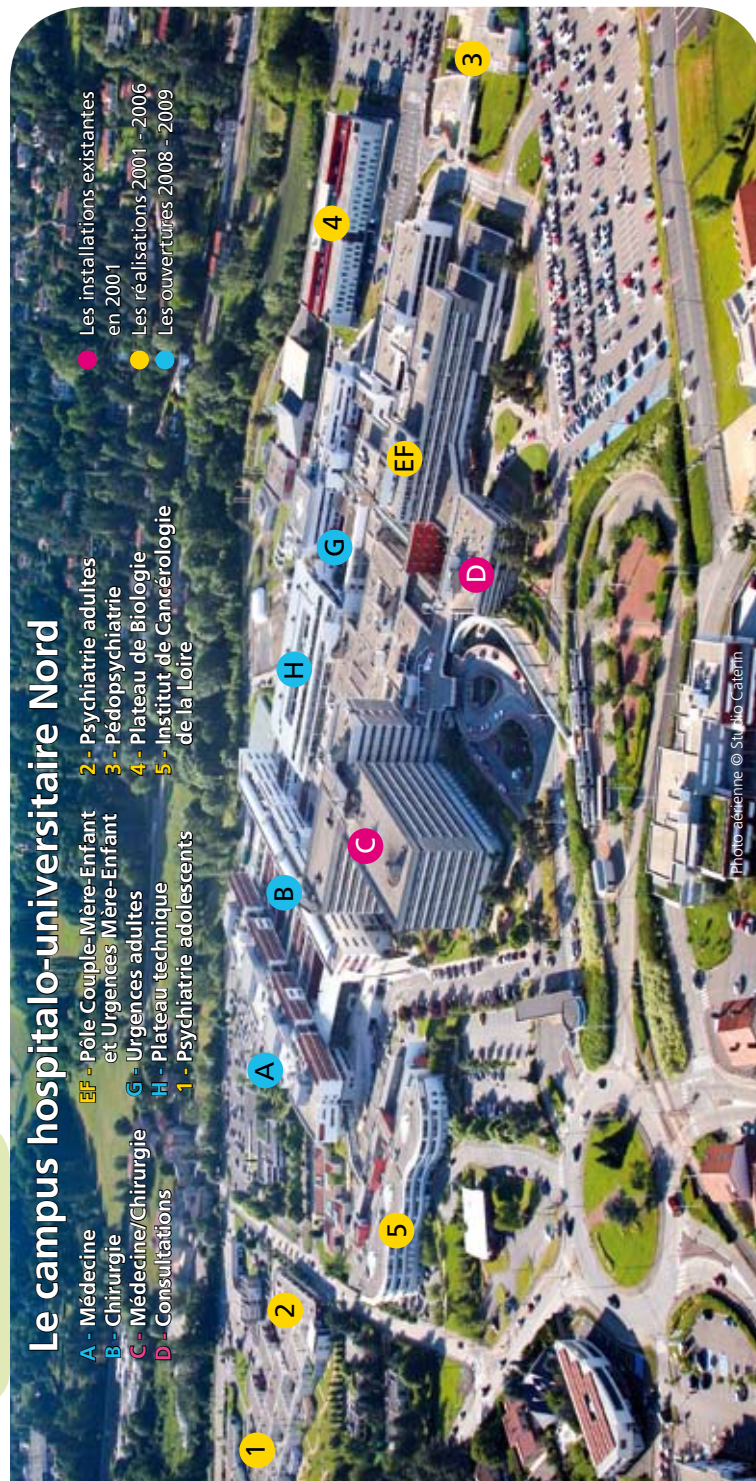 Le campus hospitalo-universitaire Nord
A - Médecine
B - Chirurgie
C - Médecine/Chirurgie
D - Consultations
EF - Pôle Couple-Mère-Enfant
et Urgences Mère-Enfant
G - Urgences adultes
H - Plateau technique
1 - Psychiatrie adolescents
2 - Psychiatrie adultes
3 - Pédopsychiatrie
4 - Plateau de Biologie
5 - Institut de Cancérologie
de la Loire
Les installations existantes
en 2001
Les réalisations 2001 - 2006
Les ouvertures 2008 - 2009
1
2
A
B
H
G
4
3
5
C
EF
D
Photo aérienne © Studio Caterin